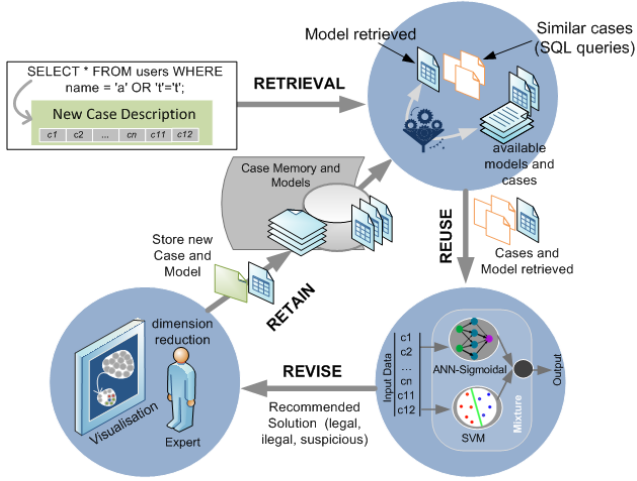 Model retrieved
Similar cases
(SQL queries)
SELECT * FROM users WHERE
name = 'a' OR 't'='t';
New Case Description
c1 c2 ... cn c11 c12
RETRIEVAL
available
models and
cases
Case Memory and
Models
REUSE
Cases and
Model retrieved
Store new
Case and
Model
RETAIN
dimension
reduction
Visualisation
Expert
REVISE
Recommended
Solution (legal,
ilegal, suspicious)
Input Data
c1
c2
...
cn
c11
c12
ANN-Sigmoidal
SVM
Mixture
Output